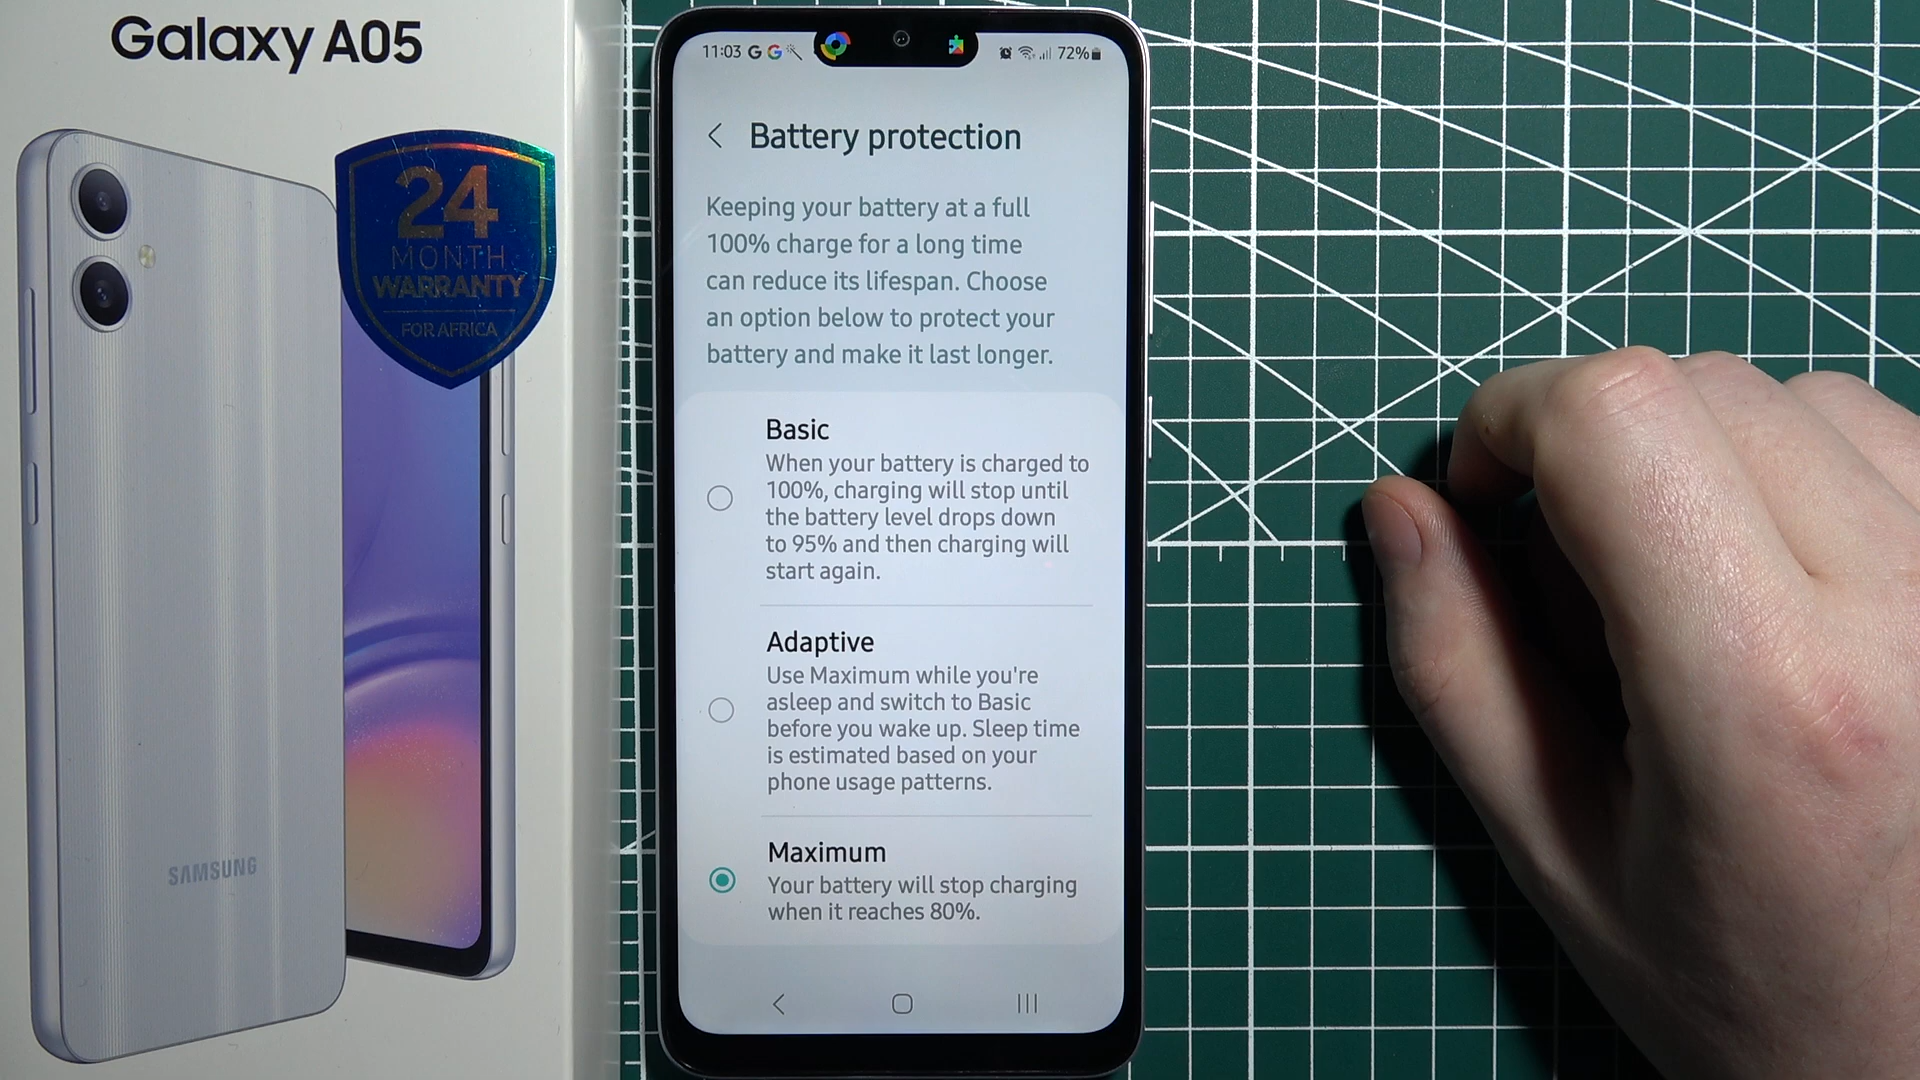 Galaxy A05
24
MONTH
WARRANTY
FOR AFRICA
SAMSUNG
11:03
72%
Battery protection
Keeping your battery at a full
100% charge for a long time
can reduce its lifespan. Choose
an option below to protect your
battery and make it last longer.
Basic
When your battery is charged to
100%, charging will stop until
the battery level drops down
to 95% and then charging will
start again.
Adaptive
Use Maximum while you're
asleep and switch to Basic
before you wake up. Sleep time
is estimated based on your
phone usage patterns.
Maximum
Your battery will stop charging
when it reaches 80%.